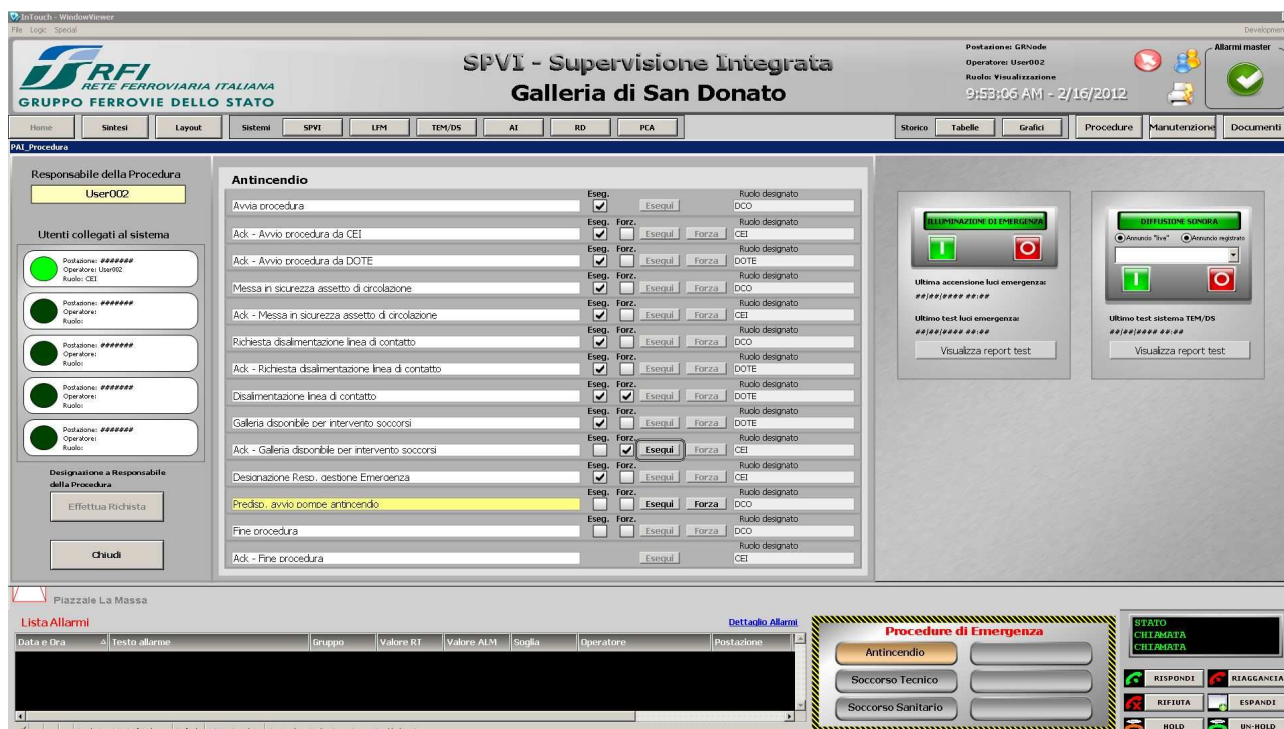 InTouch - WindowViewer
File Logic Special
Developmen
RFI
RETE FERROVIARIA ITALIANA
GRUPPO FERROVIE DELLO STATO
SPVI - Supervisione Integrata
Galleria di San Donato
Postazione: GRNode
Operatore: User002
Ruolo: Visualizzazione
9:53:06 AM - 2/16/2012
Allarmi master
Home Sintesi Layout Sistemi SPVI LFM TEM/DS AI RD PCA Storico Tabelle Grafici Procedure Manutenzione Documenti
PAI_Procedura
Responsabile della Procedura
User002
Utenti collegati al sistema
Postazione: #######
Operatore: User002
Ruolo: CEI
Postazione: #######
Operatore:
Ruolo:
Postazione: #######
Operatore:
Ruolo:
Postazione: #######
Operatore:
Ruolo:
Postazione: #######
Operatore:
Ruolo:
Designazione a Responsabile
della Procedura
Effettua Richista
Chiudi
Antincendio
Eseg. Ruolo designato
Avvia procedura Esegui DCO
Eseg. Forz. Ruolo designato
Ack - Avvio procedura da CEI Esegui Forza CEI
Eseg. Forz. Ruolo designato
Ack - Avvio procedura da DOTE Esegui Forza DOTE
Eseg. Forz. Ruolo designato
Messa in sicurezza assetto di circolazione Esegui Forza DCO
Eseg. Forz. Ruolo designato
Ack - Messa in sicurezza assetto di circolazione Esegui Forza CEI
Eseg. Forz. Ruolo designato
Richiesta disalimentazione linea di contatto Esegui Forza DCO
Eseg. Forz. Ruolo designato
Ack - Richiesta disalimentazione linea di contatto Esegui Forza DOTE
Eseg. Forz. Ruolo designato
Disalimentazione linea di contatto Esegui Forza DOTE
Eseg. Forz. Ruolo designato
Galleria disponibile per intervento soccorsi Esegui Forza DOTE
Eseg. Forz. Ruolo designato
Ack - Galleria disponibile per intervento soccorsi Esegui Forza CEI
Eseg. Forz. Ruolo designato
Designazione Resp. gestione Emergenza Esegui Forza CEI
Eseg. Forz. Ruolo designato
Predisp. avvio pompe antincendio Esegui Forza DCO
Eseg. Forz. Ruolo designato
Fine procedura Esegui Forza DCO
Ruolo designato
Ack - Fine procedura Esegui CEI
ILLUMINAZIONE DI EMERGENZA
Ultima accensione luci emergenza:
##/##/#### ##:##
Ultimo test luci emergenza:
##/##/#### ##:##
Visualizza report test
DIFFUSIONE SONORA
Annuncio "live" Annuncio registrato
Ultimo test sistema TEM/DS
##/##/#### ##:##
Visualizza report test
Piazzale La Massa
Lista Allarmi
Dettaglio Allarmi
Data e Ora Testo allarme Gruppo Valore RT Valore ALM Soglia Operatore Postazione
Procedure di Emergenza
Antincendio
Soccorso Tecnico
Soccorso Sanitario
STATO
CHIAMATA
CHIAMATA
RISPONDI RIAGGANCIA
RIFIUTA ESPANDI
HOLD UN-HOLD